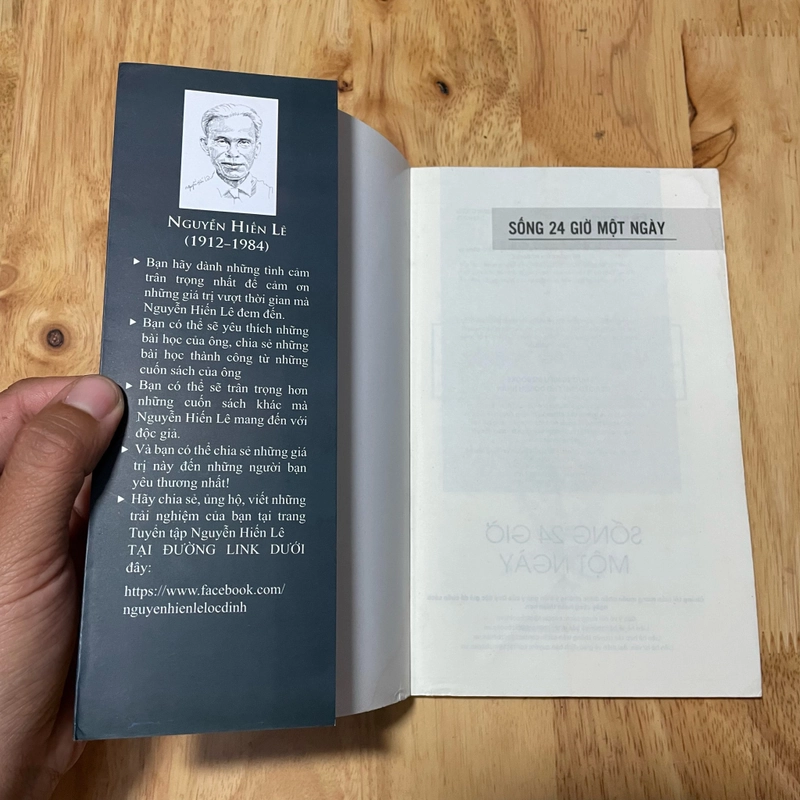 NGUYỄN HIẾN LÊ
(1912-1984)
▸ Bạn hãy dành những tình cảm
trân trọng nhất để cảm ơn
những giá trị vượt thời gian mà
Nguyễn Hiến Lê đem đến.
▸ Bạn có thể sẽ yêu thích những
bài học của ông, chia sẻ những
bài học thành công từ những
cuốn sách của ông
▸ Bạn có thể sẽ trân trọng hơn
những cuốn sách khác mà
Nguyễn Hiến Lê mang đến với
độc giả.
▸ Và bạn có thể chia sẻ những giá
trị này đến những người bạn
yêu thương nhất!
▸ Hãy chia sẻ, ủng hộ, viết những
trải nghiệm của bạn tại trang
Tuyển tập Nguyễn Hiến Lê
TẠI ĐƯỜNG LINK DƯỚI
đây:
https://www.facebook.com/
nguyenhienlelocdinh
SỐNG 24 GIỜ MỘT NGÀY
SỐNG 24 GIỜ
MỘT NGÀY